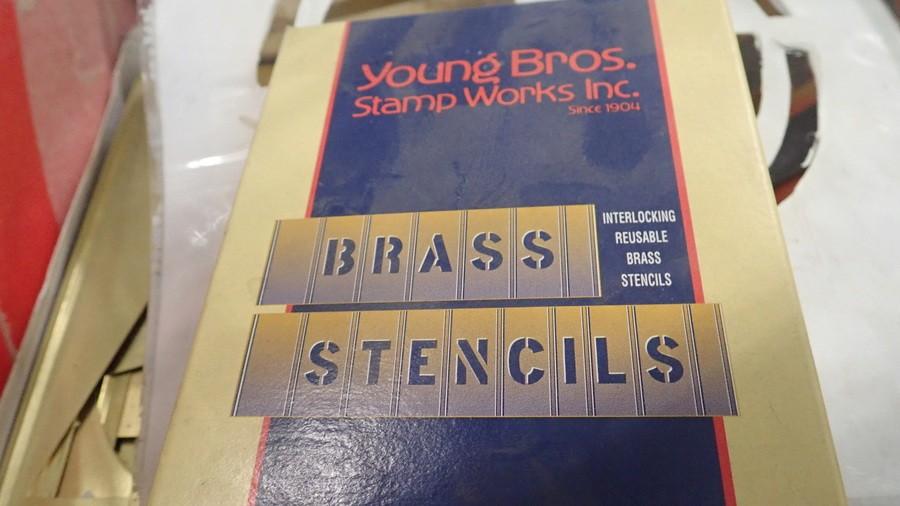 Young Bros.
Stamp Works Inc.
Since 1904
BRASS
INTERLOCKING
REUSABLE
BRASS
STENCILS
STENCILS